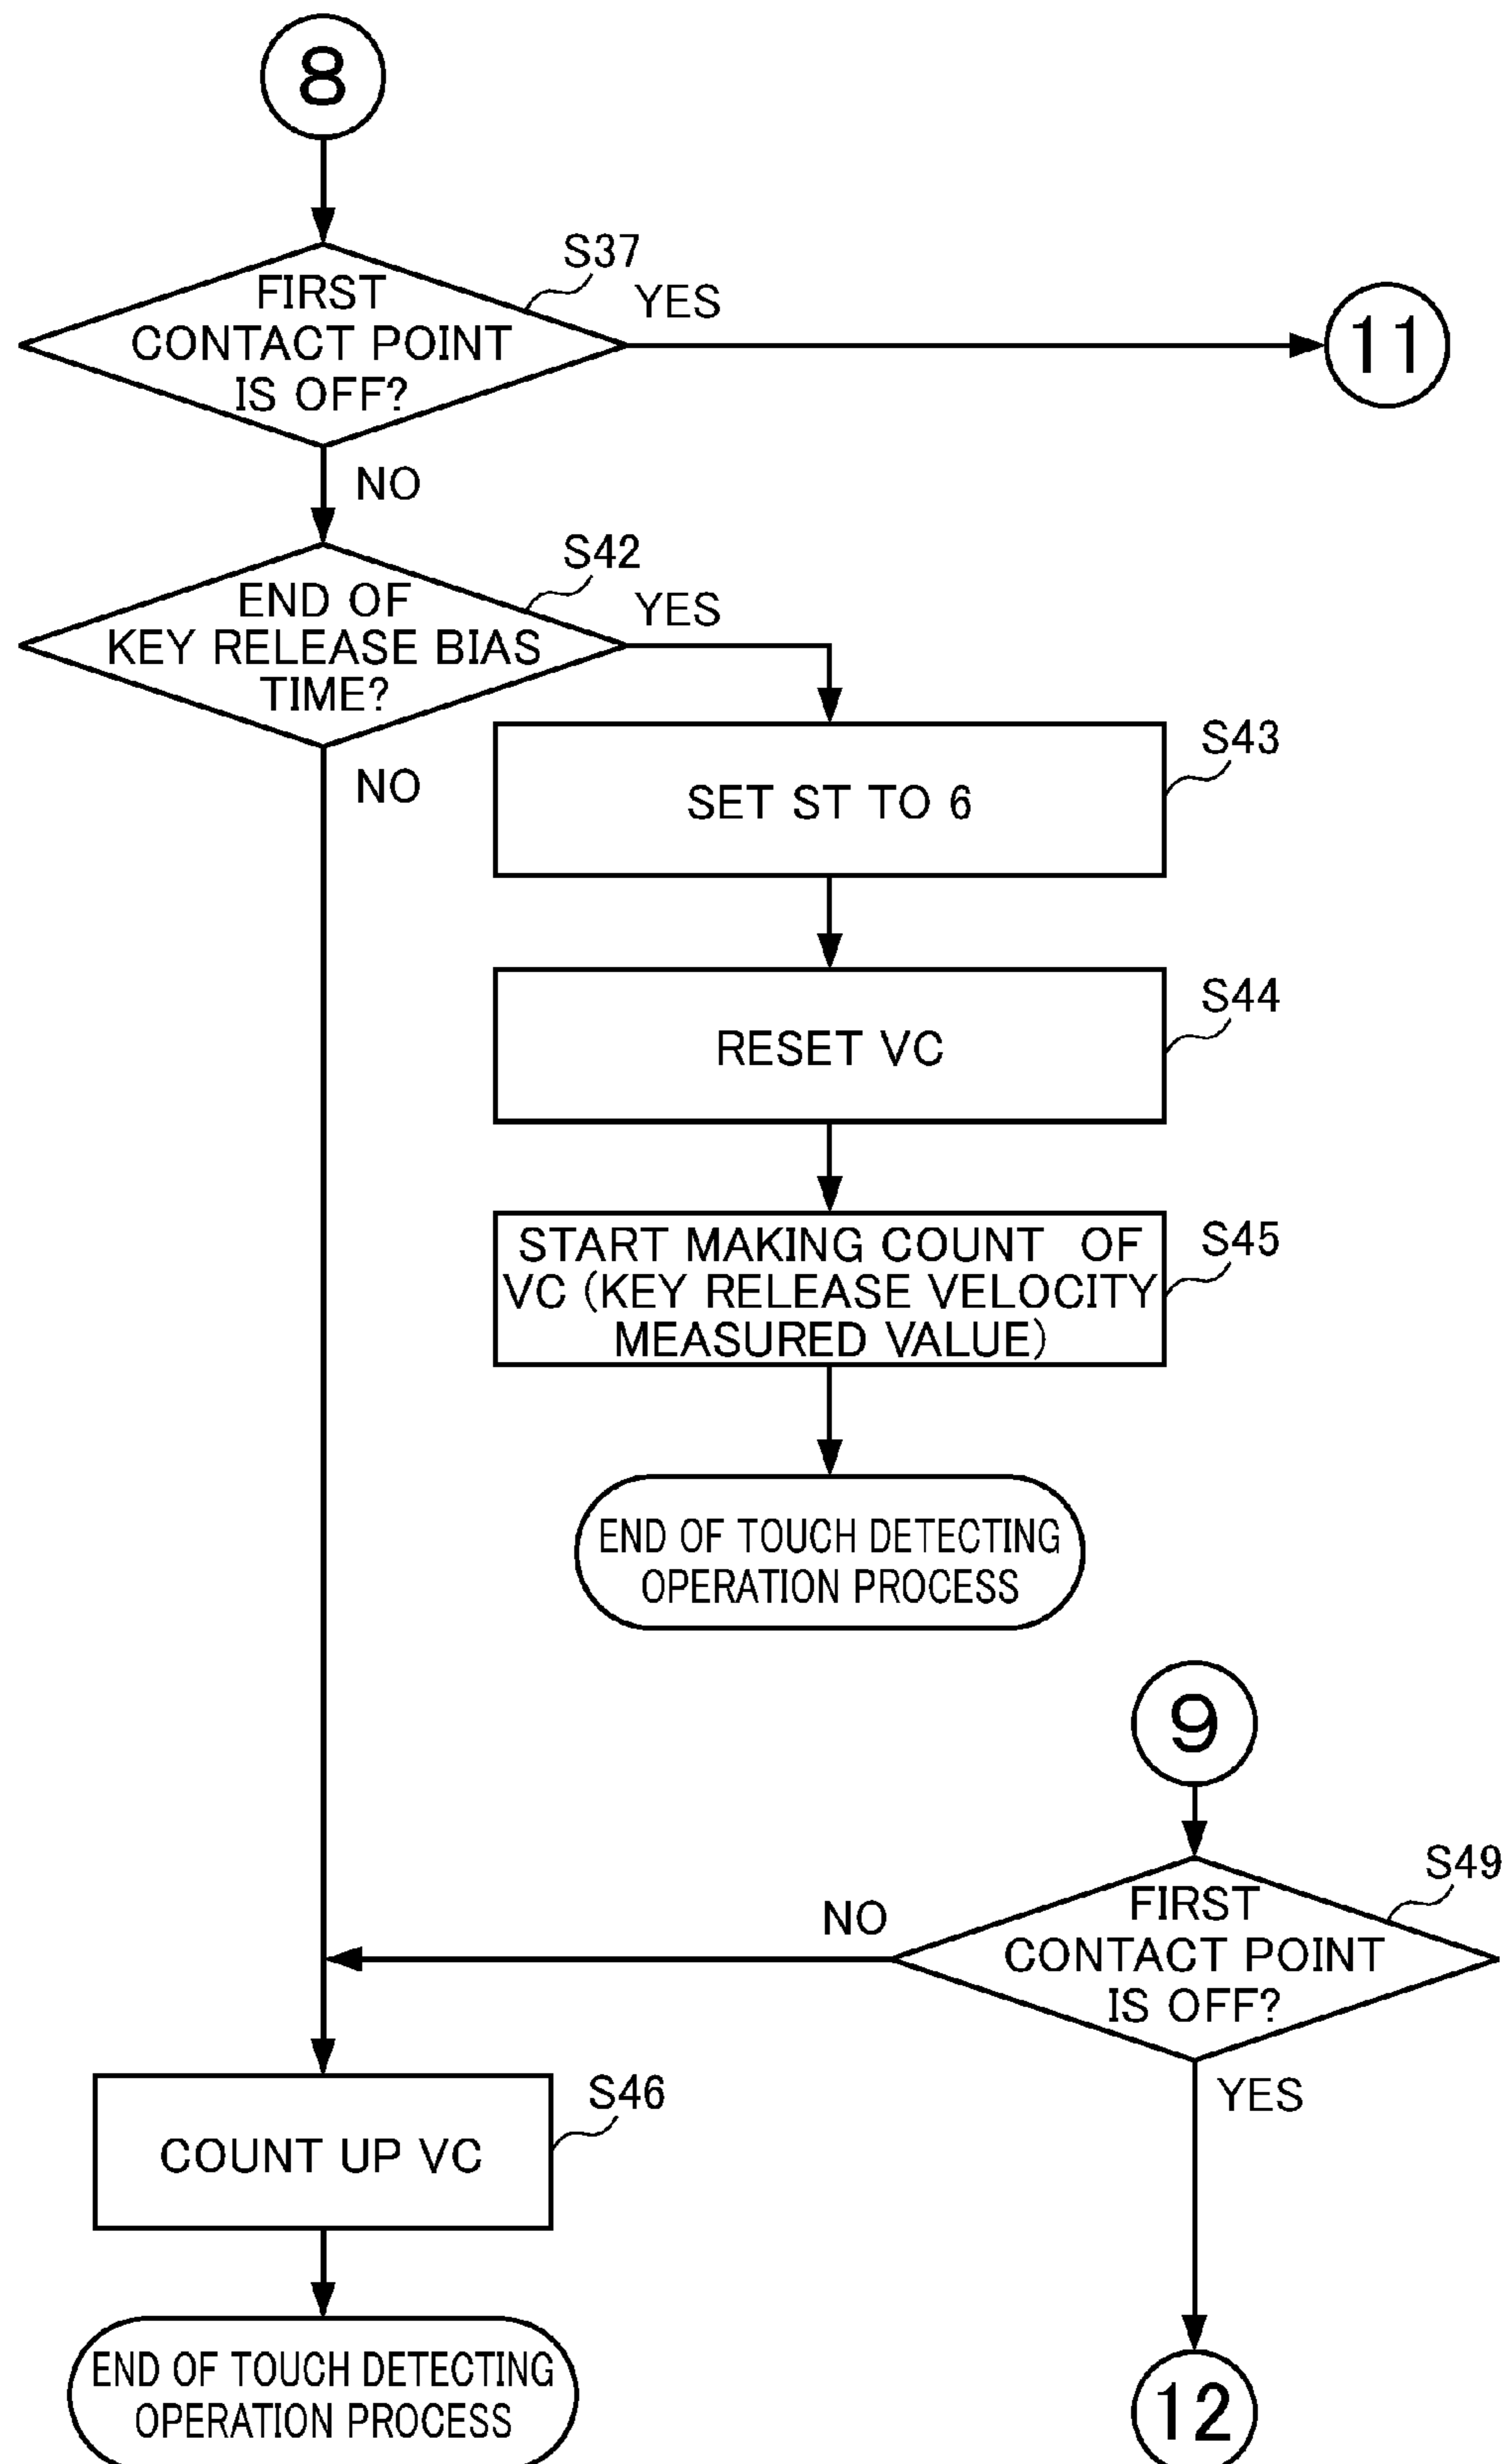 8
S37
FIRST
CONTACT POINT
IS OFF?
YES
11
NO
S42
END OF
KEY RELEASE BIAS
TIME?
YES
NO
S43
SET ST TO 6
S44
RESET VC
S45
START MAKING COUNT OF
VC (KEY RELEASE VELOCITY
MEASURED VALUE)
END OF TOUCH DETECTING
OPERATION PROCESS
9
S49
FIRST
CONTACT POINT
IS OFF?
NO
YES
S46
COUNT UP VC
END OF TOUCH DETECTING
OPERATION PROCESS
12